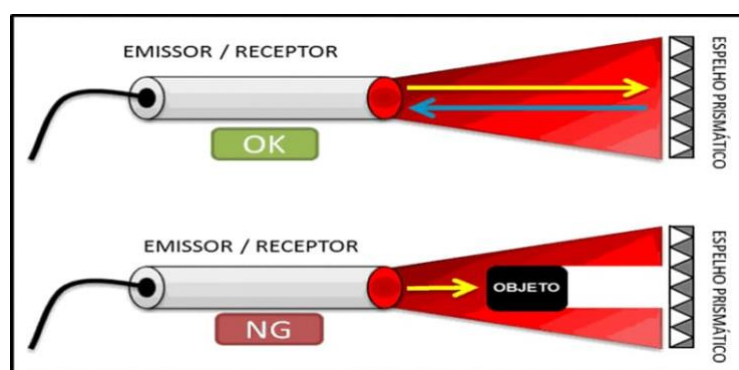 EMISSOR / RECEPTOR
OK
ESPELHO PRISMÁTICO
EMISSOR / RECEPTOR
OBJETO
NG
ESPELHO PRISMÁTICO